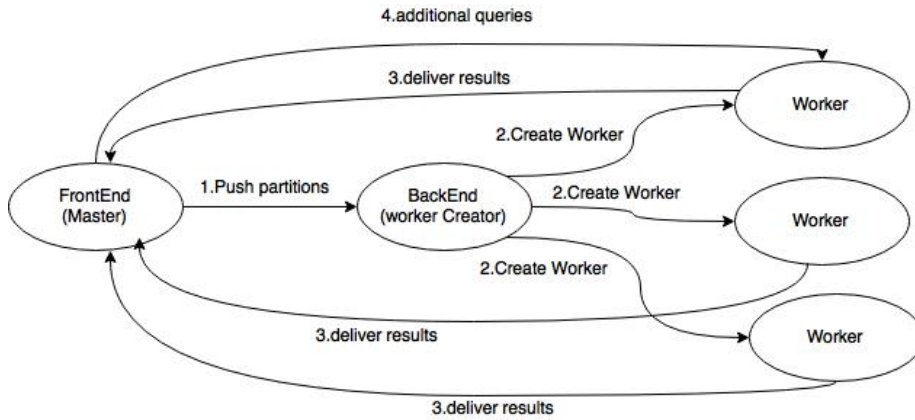 4.additional queries
3.deliver results
Worker
2.Create Worker
FrontEnd
(Master)
1.Push partitions
BackEnd
(worker Creator)
2.Create Worker
Worker
2.Create Worker
3.deliver results
Worker
3.deliver results